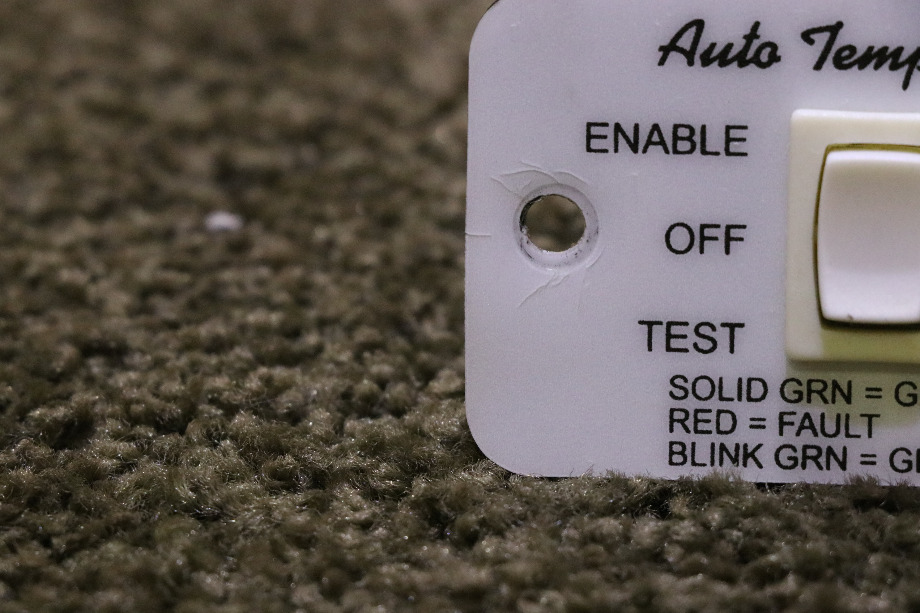 Auto Temp
ENABLE
OFF
TEST
SOLID GRN = G
RED = FAULT
BLINK GRN = G